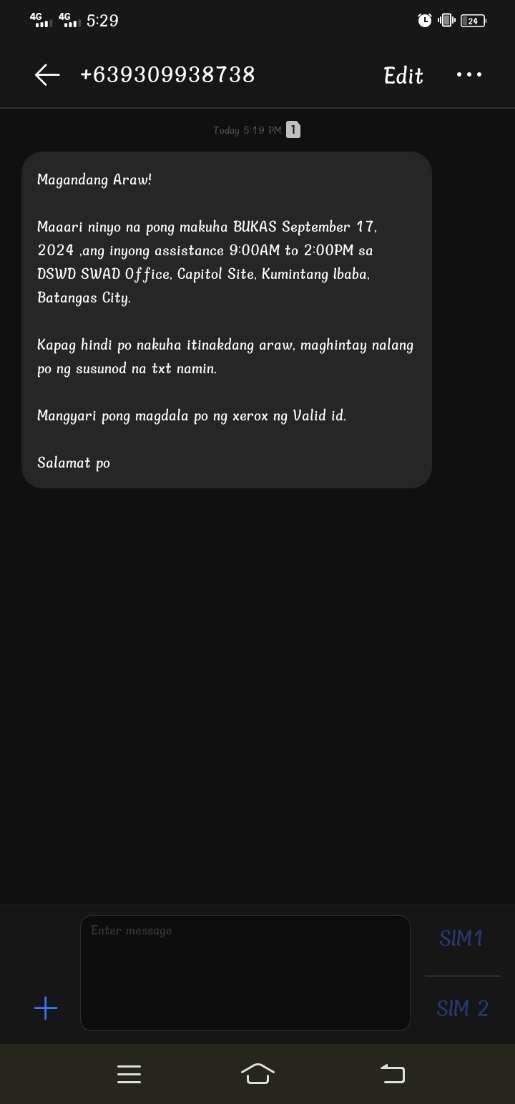 4G 4G 5:29 24
+639309938738 Edit
Today 5:19 PM 1
Magandang Araw!
Maaari ninyo na pong makuha BUKAS September 17,
2024 ,ang inyong assistance 9:00AM to 2:00PM sa
DSWD SWAD Office, Capitol Site, Kumintang Ibaba,
Batangas City.
Kapag hindi po nakuha itinakdang araw, maghintay nalang
po ng susunod na txt namin.
Mangyari pong magdala po ng xerox ng Valid id.
Salamat po
Enter message
SIM1
SIM 2